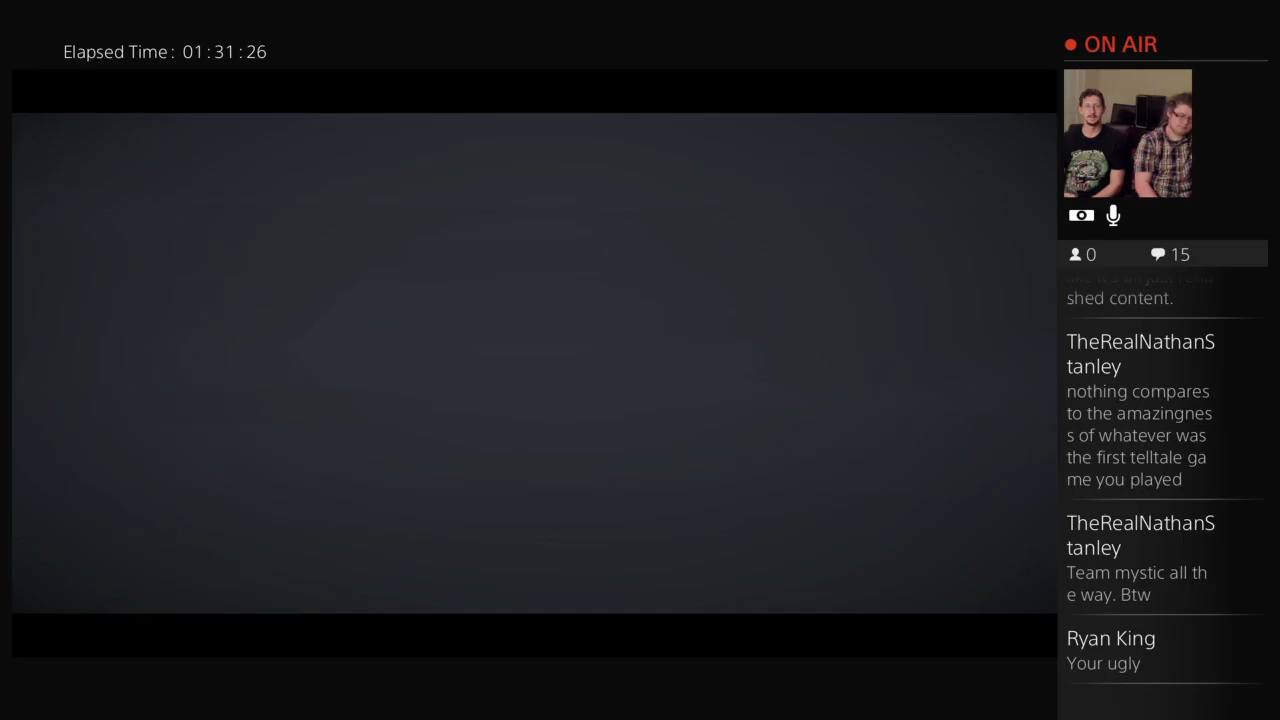 Elapsed Time: 01:31:26
ON AIR
0 15
shed content.
TheRealNathanS
tanley
nothing compares
to the amazingnes
s of whatever was
the first telltale ga
me you played
TheRealNathanS
tanley
Team mystic all th
e way. Btw
Ryan King
Your ugly